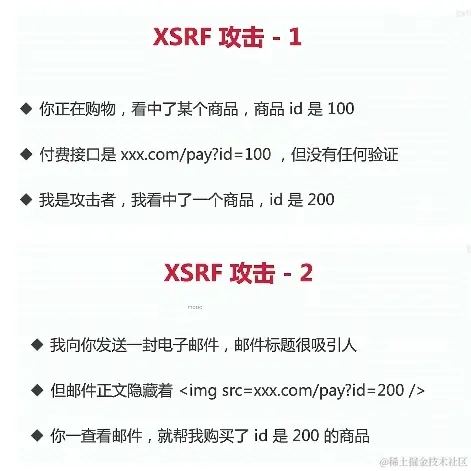 XSRF 攻击 - 1
◆ 你正在购物，看中了某个商品，商品 id 是 100
◆ 付费接口是 xxx.com/pay?id=100 ，但没有任何验证
◆ 我是攻击者，我看中了一个商品，id 是 200
XSRF 攻击 - 2
◆ 我向你发送一封电子邮件，邮件标题很吸引人
◆ 但邮件正文隐藏着 <img src=xxx.com/pay?id=200 />
◆ 你一查看邮件，就帮我购买了 id 是 200 的商品
@稀土掘金技术社区